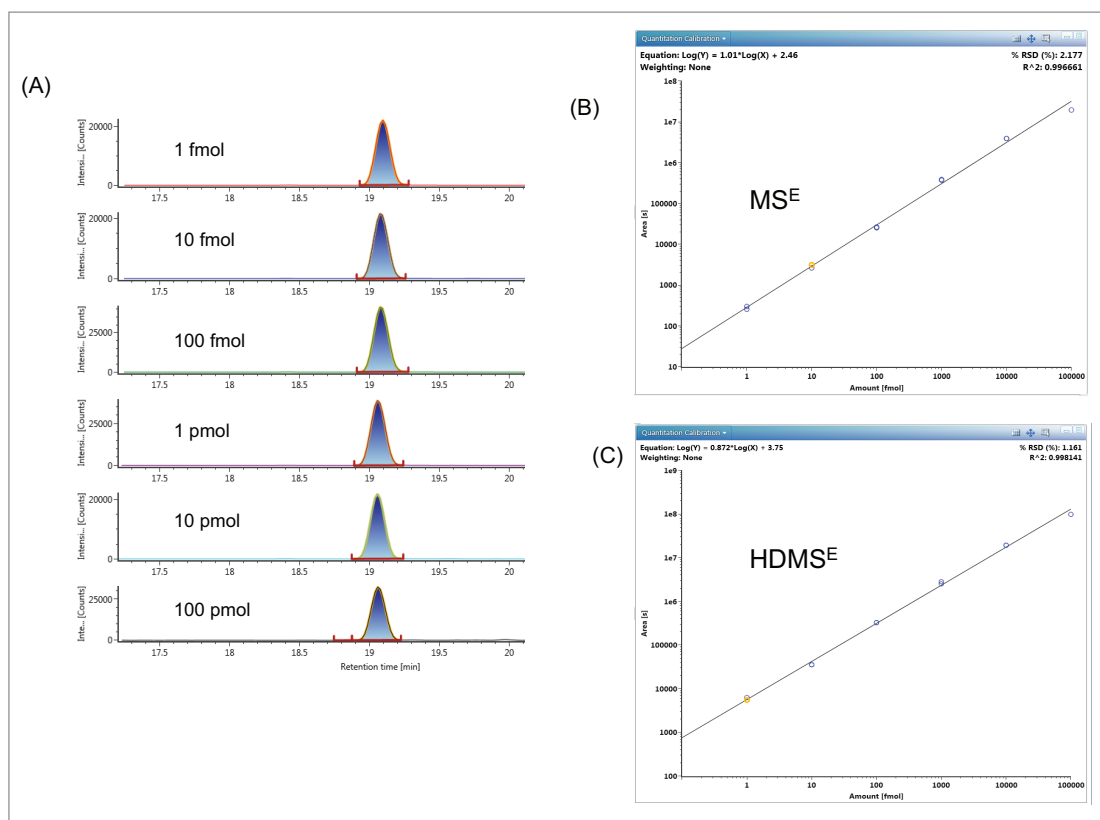 (A)
Intensi... [Counts]
20000
0
1 fmol
17.5 18 18.5 19 19.5 20
Intensi... [Counts]
20000
0
10 fmol
17.5 18 18.5 19 19.5 20
Intensi... [Counts]
25000
0
100 fmol
17.5 18 18.5 19 19.5 20
Intensi... [Counts]
25000
0
1 pmol
17.5 18 18.5 19 19.5 20
Intensi... [Counts]
20000
0
10 pmol
17.5 18 18.5 19 19.5 20
Inte... [Counts]
25000
0
100 pmol
17.5 18 18.5 19 19.5 20
Retention time [min]
(B)
Quantitation Calibration
Equation: Log(Y) = 1.01*Log(X) + 2.46 % RSD (%): 2.177
Weighting: None R^2: 0.996661
1e8
1e7
1e6
100000
10000
1000
100
10
Area [s]
MSE
1 10 100 1000 10000 100000
Amount [fmol]
(C)
Quantitation Calibration
Equation: Log(Y) = 0.872*Log(X) + 3.75 % RSD (%): 1.161
Weighting: None R^2: 0.998141
1e9
1e8
1e7
1e6
100000
10000
1000
100
Area [s]
HDMSE
1 10 100 1000 10000 100000
Amount [fmol]